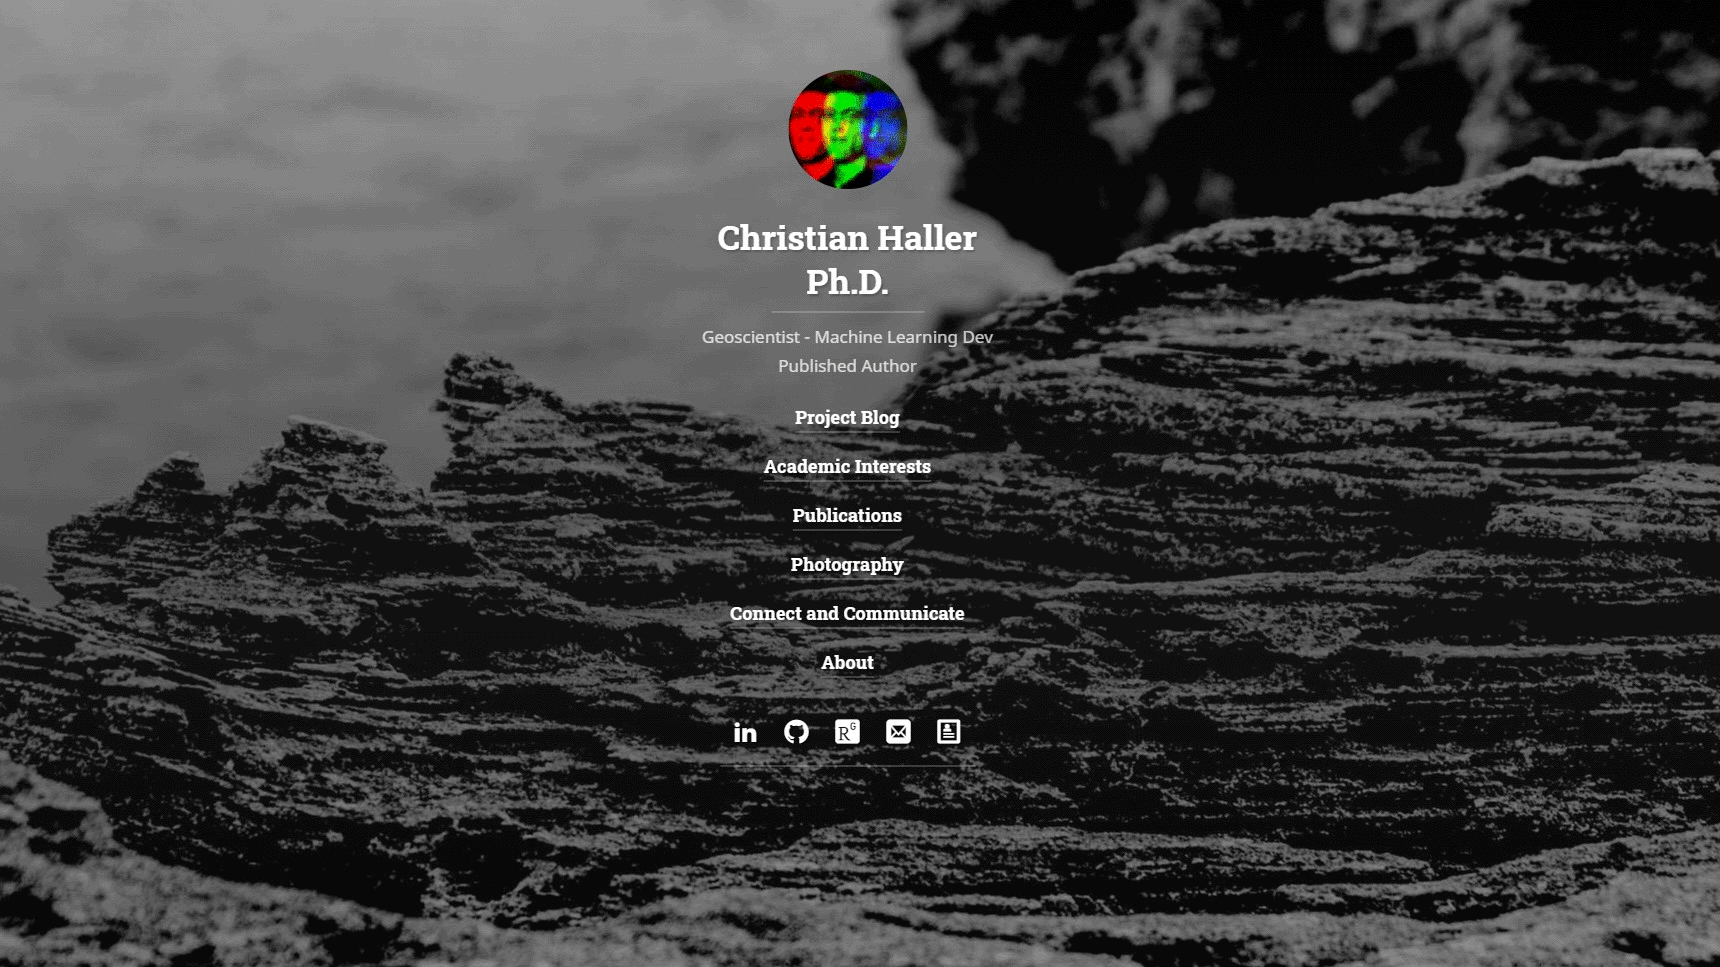 Christian Haller
Ph.D.
Geoscientist - Machine Learning Dev
Published Author
Project Blog
Academic Interests
Publications
Photography
Connect and Communicate
About
in
RG